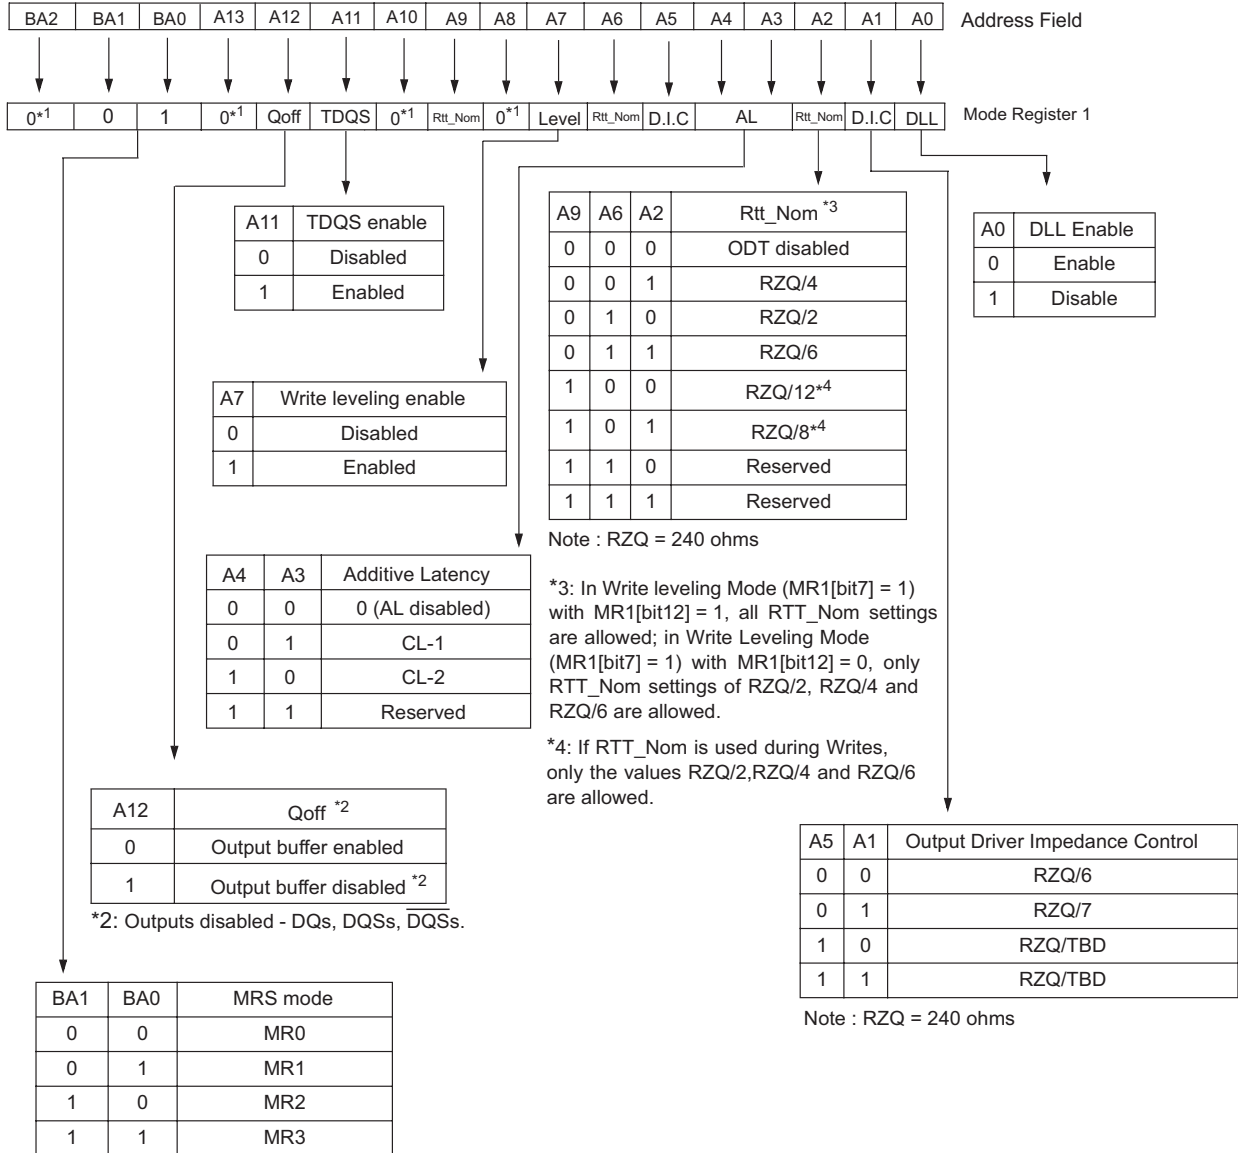 BA2 BA1 BA0 A13 A12 A11 A10 A9 A8 A7 A6 A5 A4 A3 A2 A1 A0 Address Field
0*1 0 1 0*1 Qoff TDQS 0*1 Rtt_Nom 0*1 Level Rtt_Nom D.I.C AL Rtt_Nom D.I.C DLL Mode Register 1
A11 TDQS enable
0 Disabled
1 Enabled
A9 A6 A2 Rtt_Nom *3
0 0 0 ODT disabled
0 0 1 RZQ/4
0 1 0 RZQ/2
0 1 1 RZQ/6
1 0 0 RZQ/12*4
1 0 1 RZQ/8*4
1 1 0 Reserved
1 1 1 Reserved
Note : RZQ = 240 ohms
*3: In Write leveling Mode (MR1[bit7] = 1)
with MR1[bit12] = 1, all RTT_Nom settings
are allowed; in Write Leveling Mode
(MR1[bit7] = 1) with MR1[bit12] = 0, only
RTT_Nom settings of RZQ/2, RZQ/4 and
RZQ/6 are allowed.
*4: If RTT_Nom is used during Writes,
only the values RZQ/2,RZQ/4 and RZQ/6
are allowed.
A0 DLL Enable
0 Enable
1 Disable
A7 Write leveling enable
0 Disabled
1 Enabled
A4 A3 Additive Latency
0 0 0 (AL disabled)
0 1 CL-1
1 0 CL-2
1 1 Reserved
A12 Qoff *2
0 Output buffer enabled
1 Output buffer disabled *2
*2: Outputs disabled - DQs, DQSs, D̅Q̅S̅s.
A5 A1 Output Driver Impedance Control
0 0 RZQ/6
0 1 RZQ/7
1 0 RZQ/TBD
1 1 RZQ/TBD
Note : RZQ = 240 ohms
BA1 BA0 MRS mode
0 0 MR0
0 1 MR1
1 0 MR2
1 1 MR3